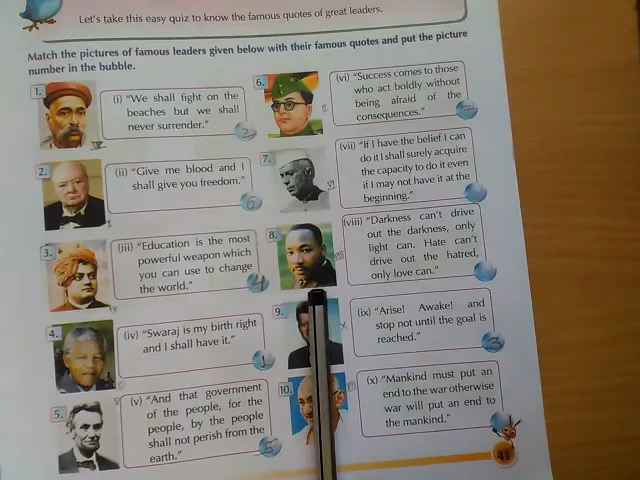 Let's take this easy quiz to know the famous quotes of great leaders.
Match the pictures of famous leaders given below with their famous quotes and put the picture
number in the bubble.
1.
(i) "We shall fight on the
beaches but we shall
never surrender."
2
2.
(ii) "Give me blood and I
shall give you freedom."
6
3.
(iii) "Education is the most
powerful weapon which
you can use to change
the world."
4
4.
(iv) "Swaraj is my birth right
and I shall have it."
1
5.
(v) "And that government
of the people, for the
people, by the people
shall not perish from the
earth."
5
6.
(vi) "Success comes to those
who act boldly without
being afraid of the
consequences."
7
7.
(vii) "If I have the belief I can
do it I shall surely acquire
the capacity to do it even
if I may not have it at the
beginning."
8.
(viii) "Darkness can't drive
out the darkness, only
light can. Hate can't
drive out the hatred,
only love can."
9.
(ix) "Arise! Awake! and
stop not until the goal is
reached."
3
10.
(x) "Mankind must put an
end to the war otherwise
war will put an end to
the mankind."
41